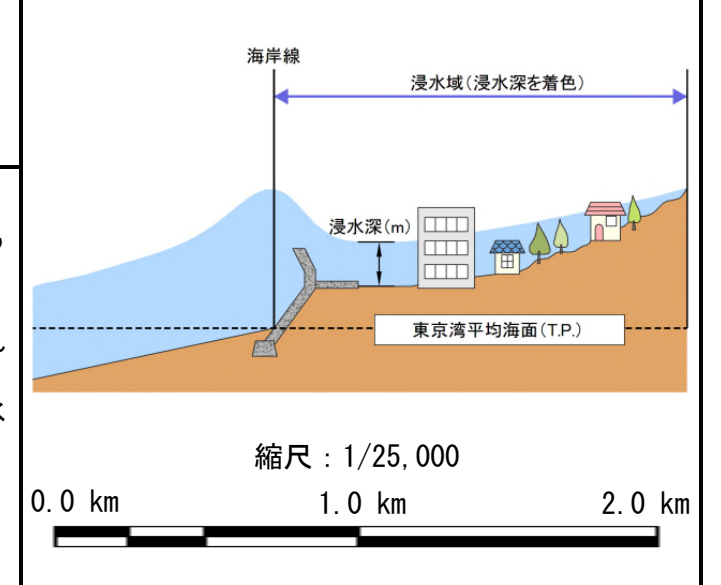 海岸線
浸水域（浸水深を着色）
浸水深（m）
東京湾平均海面（T.P.）
縮尺：1/25,000
0.0 km 1.0 km 2.0 km